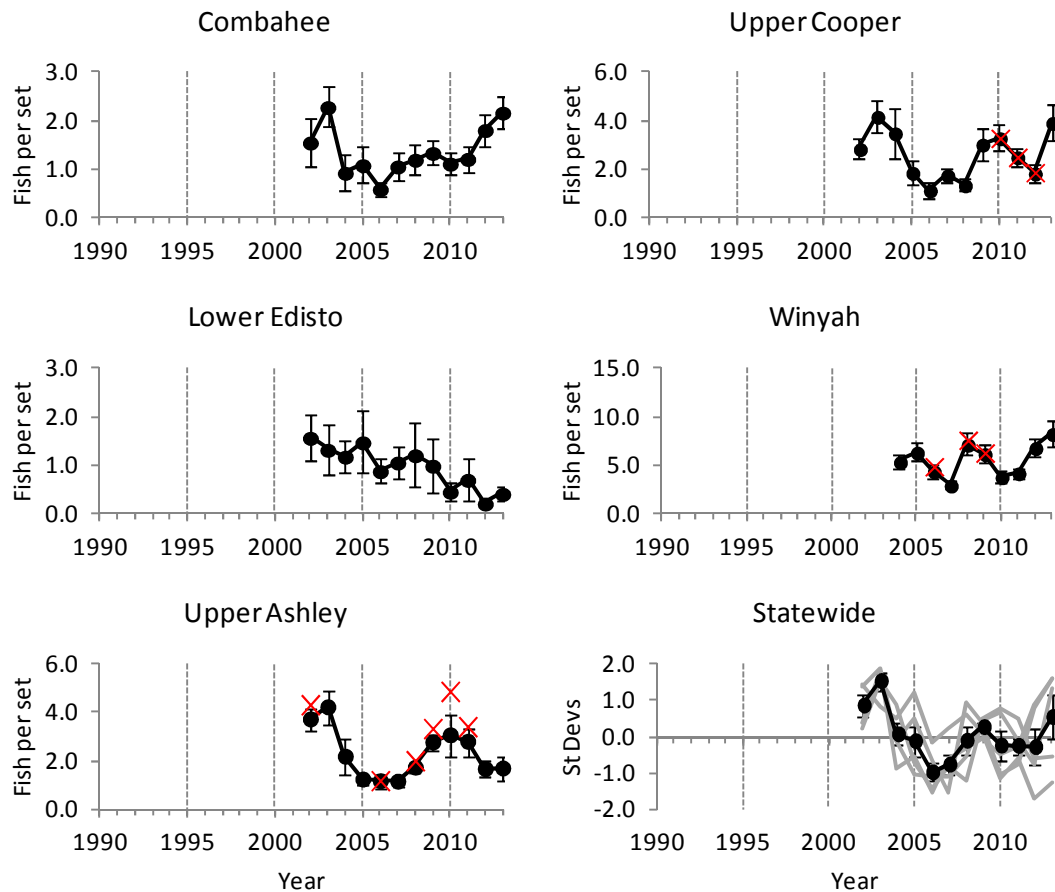 Combahee
Fish per set
3.0
2.0
1.0
0.0
1990 1995 2000 2005 2010
Upper Cooper
Fish per set
6.0
4.0
2.0
0.0
1990 1995 2000 2005 2010
Lower Edisto
Fish per set
3.0
2.0
1.0
0.0
1990 1995 2000 2005 2010
Winyah
Fish per set
15.0
10.0
5.0
0.0
1990 1995 2000 2005 2010
Upper Ashley
Fish per set
6.0
4.0
2.0
0.0
1990 1995 2000 2005 2010
Year
Statewide
St Devs
2.0
1.0
0.0
-1.0
-2.0
1990 1995 2000 2005 2010
Year